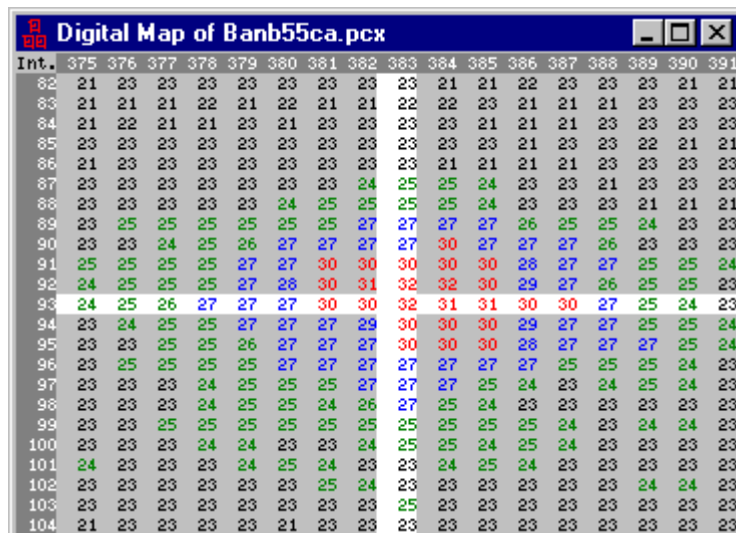 Digital Map of Banb55ca.pcx
Int. 375 376 377 378 379 380 381 382 383 384 385 386 387 388 389 390 391
82 21 23 23 23 23 23 23 23 23 21 21 22 23 23 23 21 21
83 21 21 21 22 21 22 21 21 22 22 23 21 21 21 23 23 23
84 21 22 21 21 23 21 23 23 23 23 21 21 21 23 23 23 23
85 23 23 23 23 23 23 23 23 23 23 23 21 23 23 22 21 21
86 21 23 23 23 23 23 23 23 23 21 21 21 21 23 23 23 23
87 23 23 23 23 23 23 23 24 25 25 24 23 23 21 23 23 23
88 23 23 23 23 23 24 25 25 25 25 24 23 23 23 21 21 21
89 23 25 25 25 25 25 25 27 27 27 27 26 25 25 24 23 23
90 23 23 24 25 26 27 27 27 27 30 27 27 27 26 23 23 23
91 25 25 25 25 27 27 30 30 30 30 30 28 27 27 25 25 24
92 24 25 25 25 27 28 30 31 32 32 30 29 27 26 25 25 23
93 24 25 26 27 27 27 30 30 32 31 31 30 30 27 25 24 23
94 23 24 25 25 27 27 27 29 30 30 30 29 27 27 25 25 24
95 23 23 25 25 26 27 27 27 30 30 30 28 27 27 27 25 24
96 23 25 25 25 25 27 27 27 27 27 27 27 25 25 25 24 23
97 23 23 23 24 25 25 25 27 27 27 25 24 23 24 25 24 23
98 23 23 23 24 25 25 24 26 27 25 24 23 23 23 23 23 23
99 23 23 25 25 25 25 25 25 25 25 25 25 24 23 24 24 23
100 23 23 23 24 24 23 23 24 25 25 24 25 24 23 23 23 23
101 24 23 23 23 24 25 24 23 23 24 25 24 23 23 23 23 23
102 23 23 23 23 23 23 25 24 23 23 23 23 23 23 24 24 23
103 23 23 23 23 23 23 23 23 25 23 23 23 23 23 23 23 23
104 21 23 23 23 23 21 23 23 23 23 23 23 23 23 23 23 23